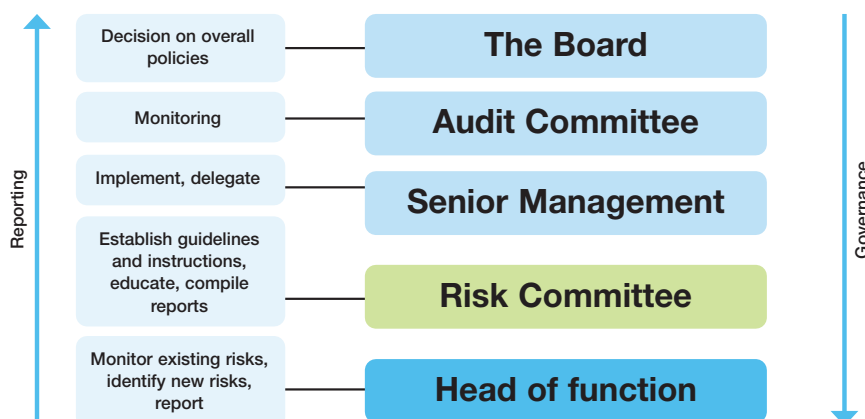 Reporting
Decision on overall
policies
The Board
Monitoring
Audit Committee
Implement, delegate
Senior Management
Establish guidelines
and instructions,
educate, compile
reports
Risk Committee
Monitor existing risks,
identify new risks,
report
Head of function
Governance